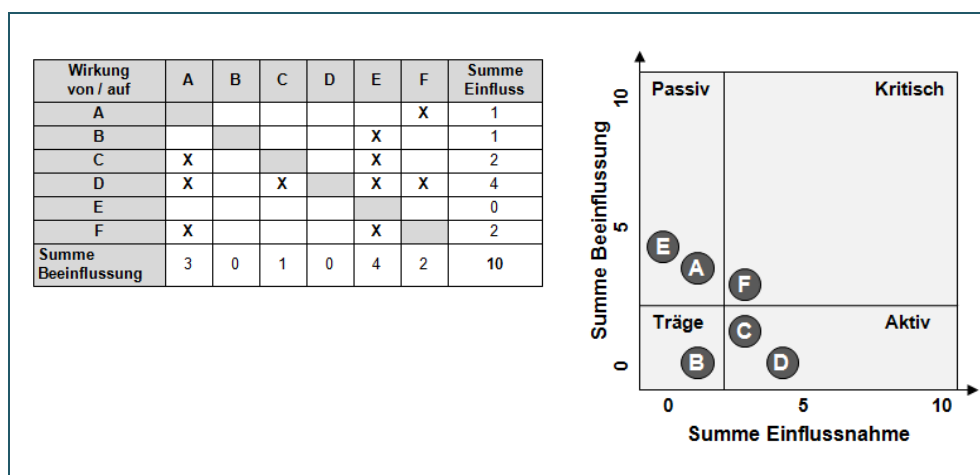 Wirkung von / auf A B C D E F Summe Einfluss
A X 1
B X 1
C X X 2
D X X X X 4
E 0
F X X 2
Summe Beeinflussung 3 0 1 0 4 2 10
Summe Beeinflussung
10
5
0
Passiv Kritisch
E
A
F
Träge Aktiv
C
B D
0 5 10
Summe Einflussnahme